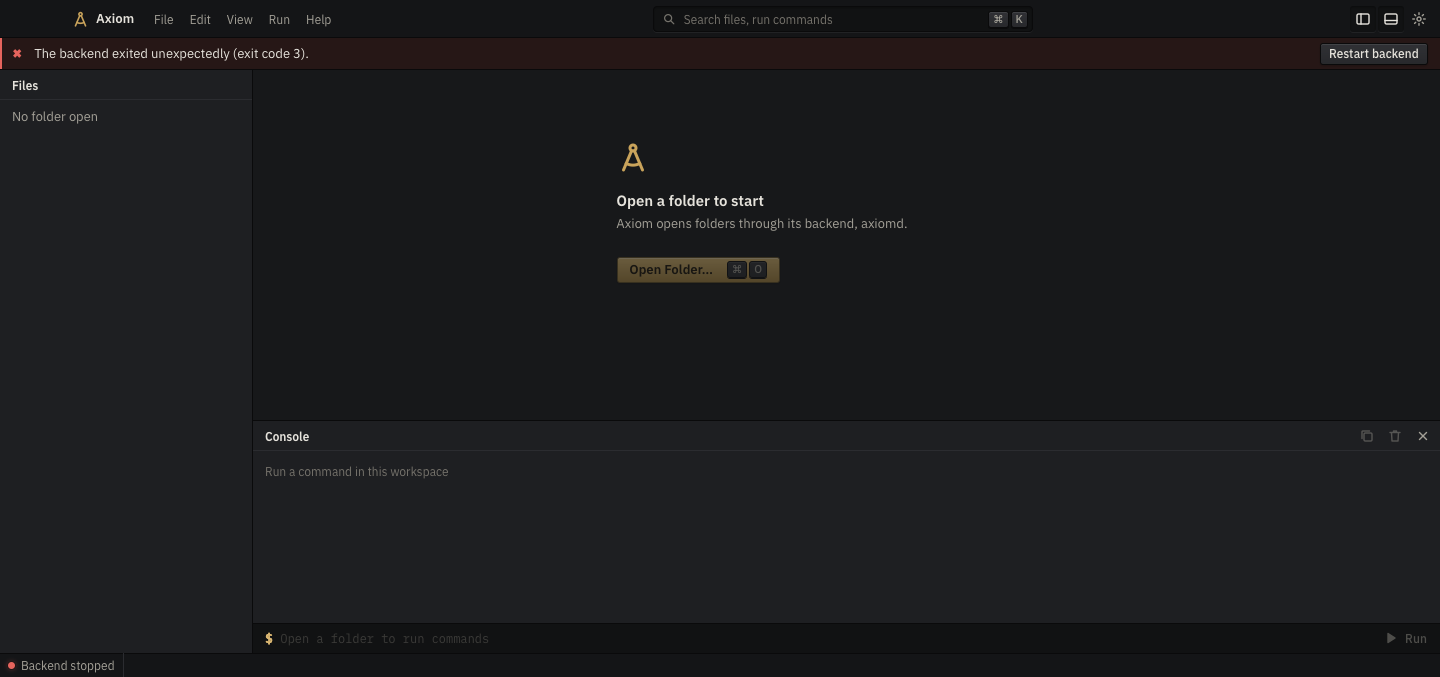 Axiom File Edit View Run Help Search files, run commands ⌘ K
✖ The backend exited unexpectedly (exit code 3). Restart backend
Files
No folder open
Open a folder to start
Axiom opens folders through its backend, axiomd.
Open Folder... ⌘ O
Console
Run a command in this workspace
$ Open a folder to run commands Run
Backend stopped